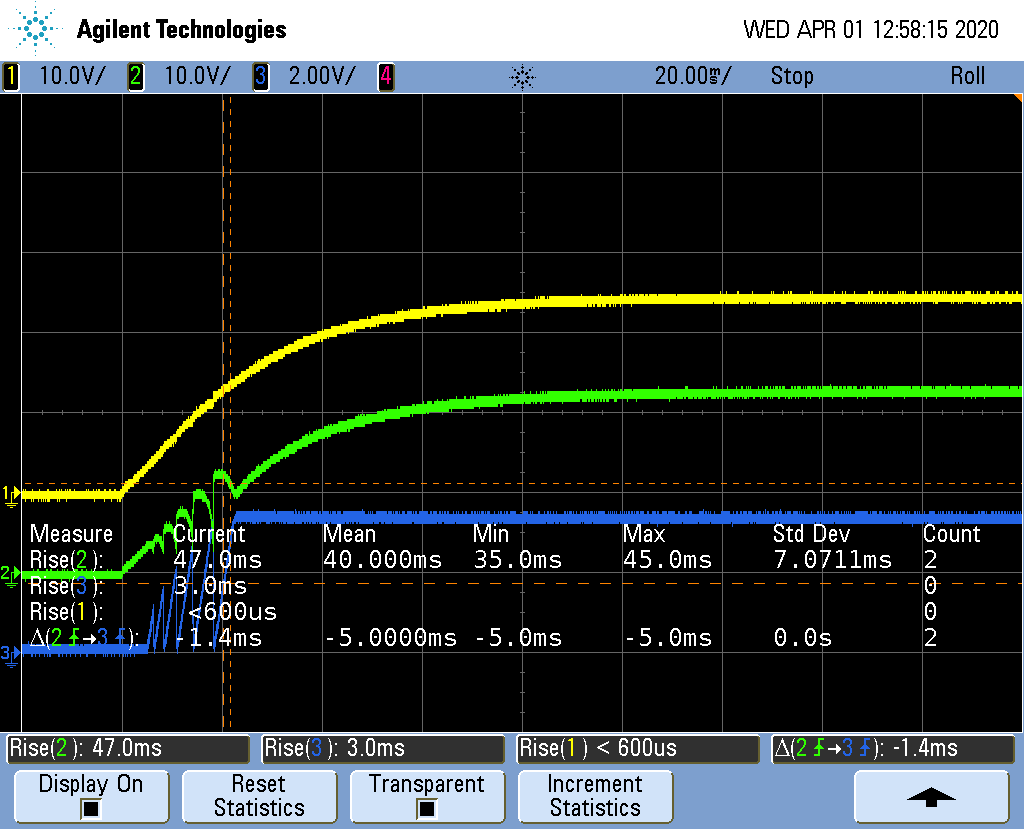 Agilent Technologies WED APR 01 12:58:15 2020
1 10.0V/ 2 10.0V/ 3 2.00V/ 4 20.00ms/ Stop Roll
1
2
3
Measure Current Mean Min Max Std Dev Count
Rise(2): 47.0ms 40.000ms 35.0ms 45.0ms 7.0711ms 2
Rise(3): 3.0ms 0
Rise(1): <600us 0
Δ(2→3): -1.4ms -5.0000ms -5.0ms -5.0ms 0.0s 2
Rise(2): 47.0ms Rise(3): 3.0ms Rise(1) < 600us Δ(2→3): -1.4ms
Display On Reset Statistics Transparent Increment Statistics